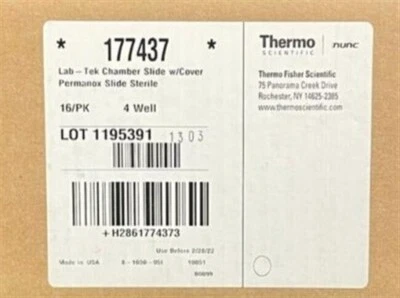 * 177437 *
Lab-Tek Chamber Slide w/Cover
Permanox Slide Sterile
16/PK 4 Well
LOT 1195391 1303
+H2861774373
Use Before 2/28/22
Made in USA
Thermo
SCIENTIFIC
nunc
Thermo Fisher Scientific
75 Panorama Creek Drive
Rochester, NY 14625-2385
www.thermoscientific.com